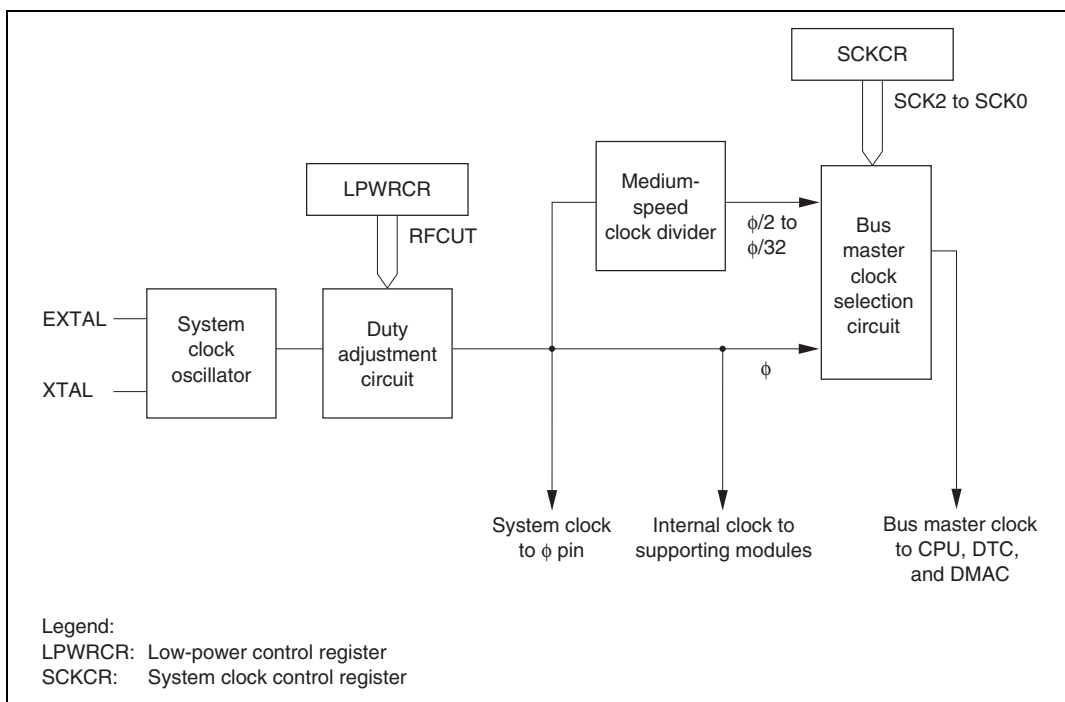 SCKCR
SCK2 to SCK0
LPWRCR
RFCUT
Medium-
speed
clock divider
ϕ/2 to
ϕ/32
Bus
master
clock
selection
circuit
EXTAL
XTAL
System
clock
oscillator
Duty
adjustment
circuit
ϕ
System clock
to ϕ pin
Internal clock to
supporting modules
Bus master clock
to CPU, DTC,
and DMAC
Legend:
LPWRCR: Low-power control register
SCKCR: System clock control register